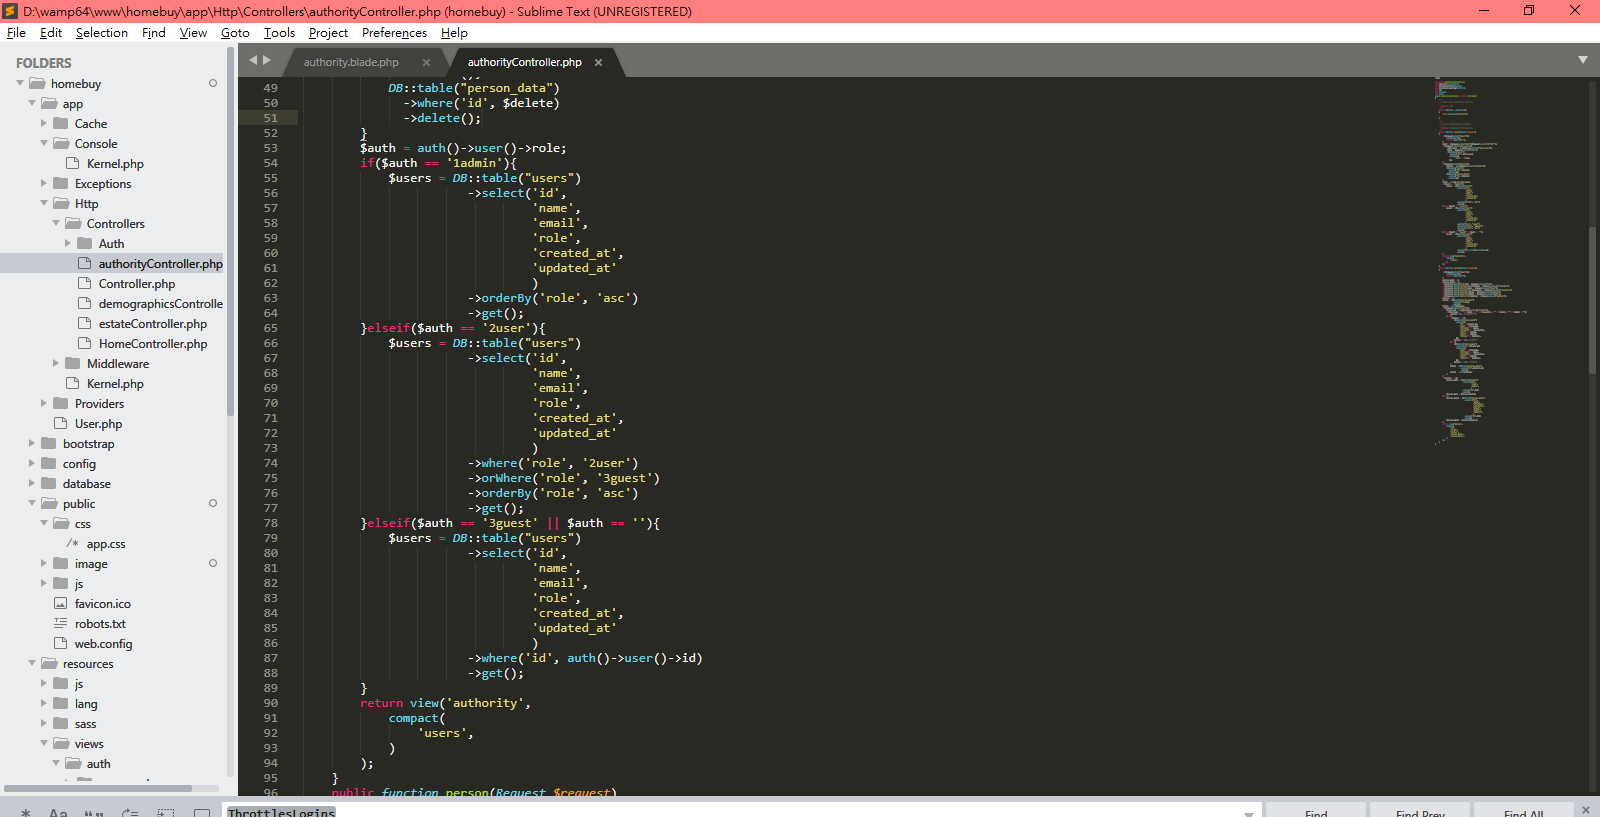 D:\wamp64\www\homebuy\app\Http\Controllers\authorityController.php (homebuy) - Sublime Text (UNREGISTERED)
File Edit Selection Find View Goto Tools Project Preferences Help
FOLDERS
homebuy
app
Cache
Console
Kernel.php
Exceptions
Http
Controllers
Auth
authorityController.php
Controller.php
demographicsControlle
estateController.php
HomeController.php
Middleware
Kernel.php
Providers
User.php
bootstrap
config
database
public
css
/* app.css
image
js
favicon.ico
robots.txt
web.config
resources
js
lang
sass
views
auth
authority.blade.php × authorityController.php ×
49 DB::table("person_data")
50 ->where('id', $delete)
51 ->delete();
52 }
53 $auth = auth()->user()->role;
54 if($auth == '1admin'){
55 $users = DB::table("users")
56 ->select('id',
57 'name',
58 'email',
59 'role',
60 'created_at',
61 'updated_at'
62 )
63 ->orderBy('role', 'asc')
64 ->get();
65 }elseif($auth == '2user'){
66 $users = DB::table("users")
67 ->select('id',
68 'name',
69 'email',
70 'role',
71 'created_at',
72 'updated_at'
73 )
74 ->where('role', '2user')
75 ->orWhere('role', '3guest')
76 ->orderBy('role', 'asc')
77 ->get();
78 }elseif($auth == '3guest' || $auth == ''){
79 $users = DB::table("users")
80 ->select('id',
81 'name',
82 'email',
83 'role',
84 'created_at',
85 'updated_at'
86 )
87 ->where('id', auth()->user()->id)
88 ->get();
89 }
90 return view('authority',
91 compact(
92 'users',
93 )
94 );
95 }
96 public function person(Request $request)
ThrottlesLogins
Find Find Prev Find All